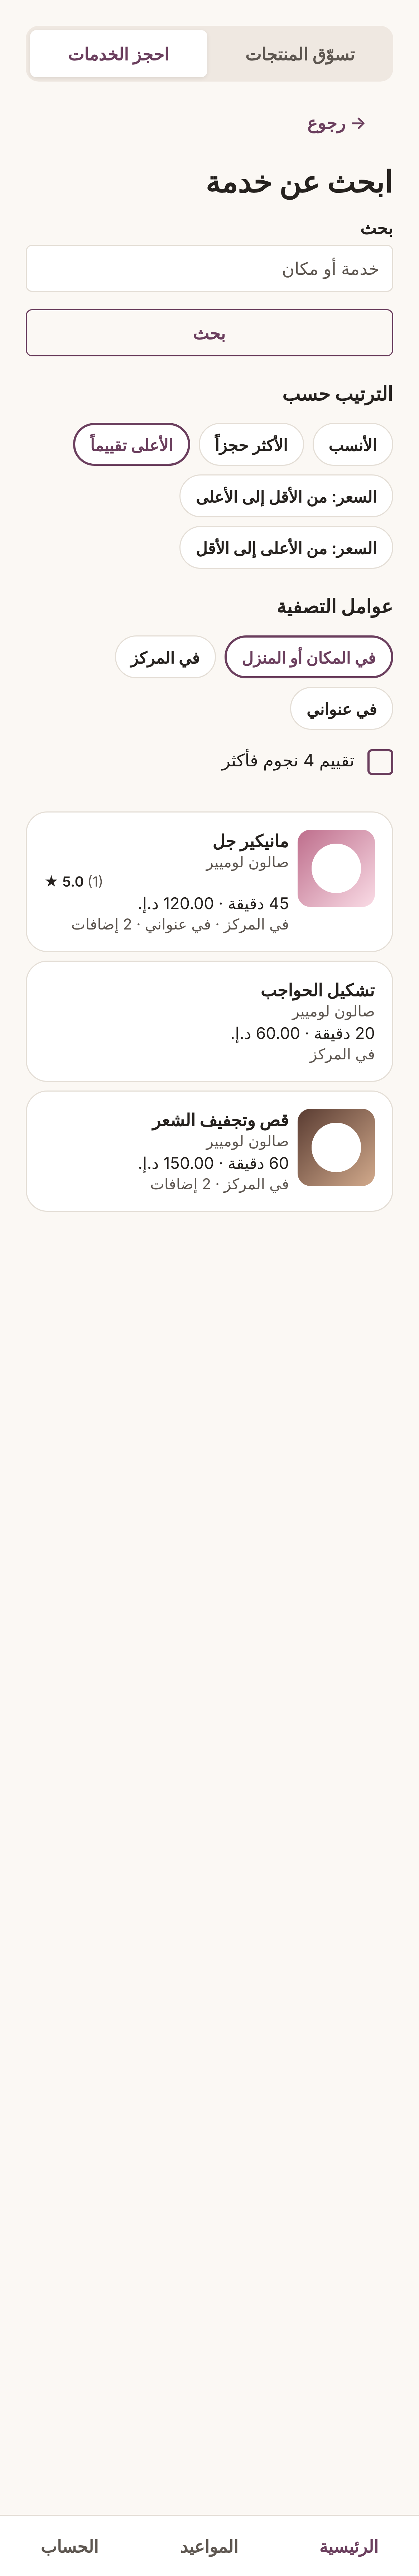 تسوّق المنتجات
احجز الخدمات
→ رجوع
ابحث عن خدمة
بحث
خدمة أو مكان
بحث
الترتيب حسب
الأنسب
الأكثر حجزاً
الأعلى تقييماً
السعر: من الأقل إلى الأعلى
السعر: من الأعلى إلى الأقل
عوامل التصفية
في المكان أو المنزل
في المركز
في عنواني
تقييم 4 نجوم فأكثر
مانيكير جل
صالون لوميير
★ 5.0 (1)
45 دقيقة · 120.00 د.إ.
في المركز · في عنواني · 2 إضافات
تشكيل الحواجب
صالون لوميير
20 دقيقة · 60.00 د.إ.
في المركز
قص وتجفيف الشعر
صالون لوميير
60 دقيقة · 150.00 د.إ.
في المركز · 2 إضافات
الرئيسية
المواعيد
الحساب